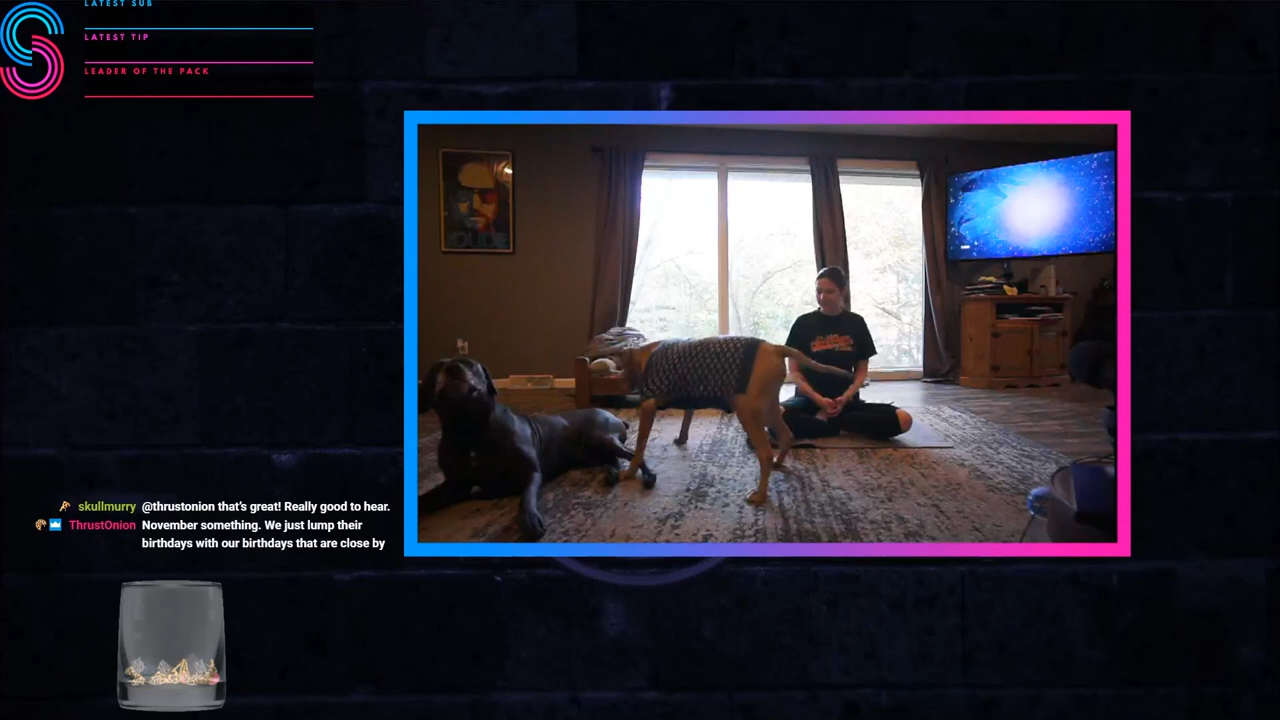 LATEST SUB
LATEST TIP
LEADER OF THE PACK
skullmurry @thrustonion that's great! Really good to hear.
ThrustOnion November something. We just lump their
birthdays with our birthdays that are close by